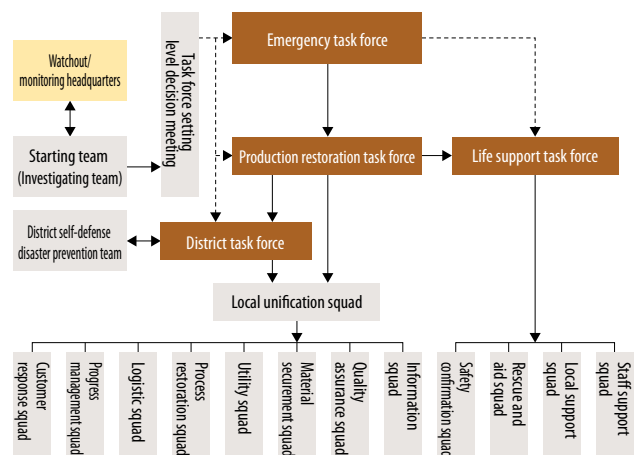 Watchout/
monitoring headquarters
Starting team
(Investigating team)
District self-defense
disaster prevention team
Task force setting
level decision meeting
Emergency task force
Production restoration task force
Life support task force
District task force
Local unification squad
Customer
response squad
Progress
management squad
Logistic squad
Process
restoration squad
Utility squad
Material
securement squad
Quality
assurance squad
Information
squad
Safety
confirmation squad
Rescue and
aid squad
Local support
squad
Staff support
squad